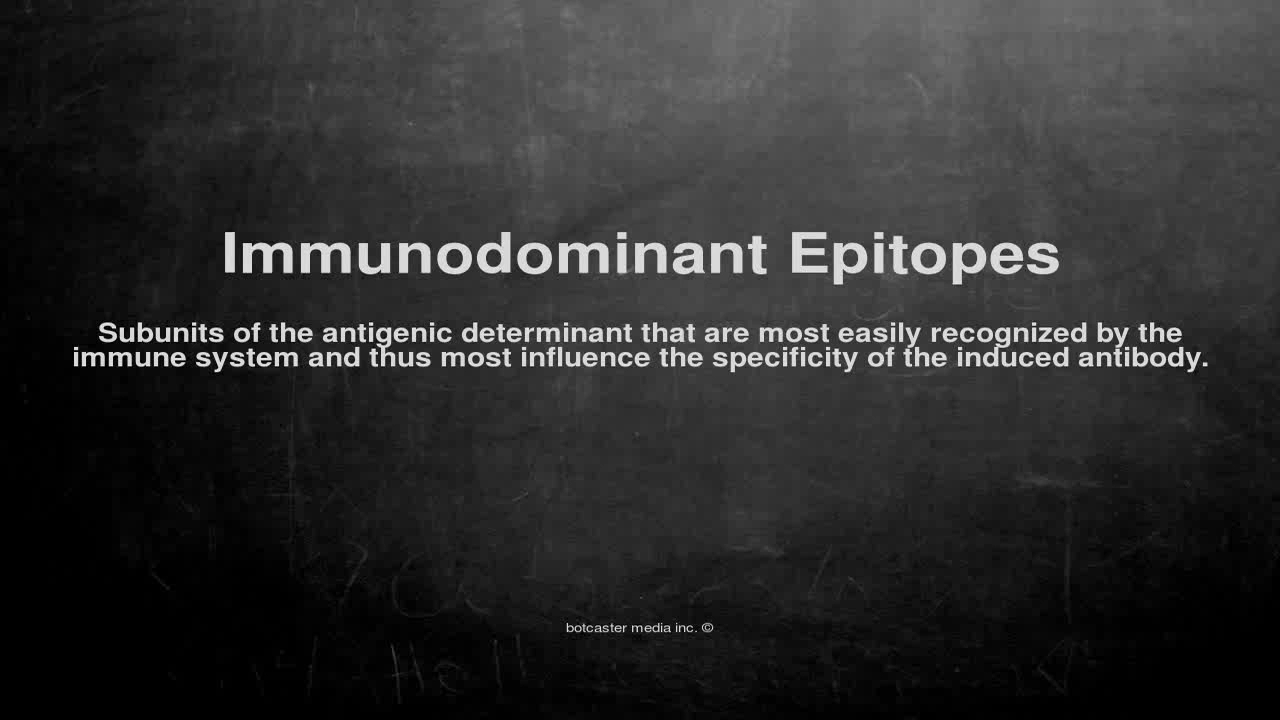 Immunodominant Epitopes
Subunits of the antigenic determinant that are most easily recognized by the
immune system and thus most influence the specificity of the induced antibody.
botcaster media inc. ©